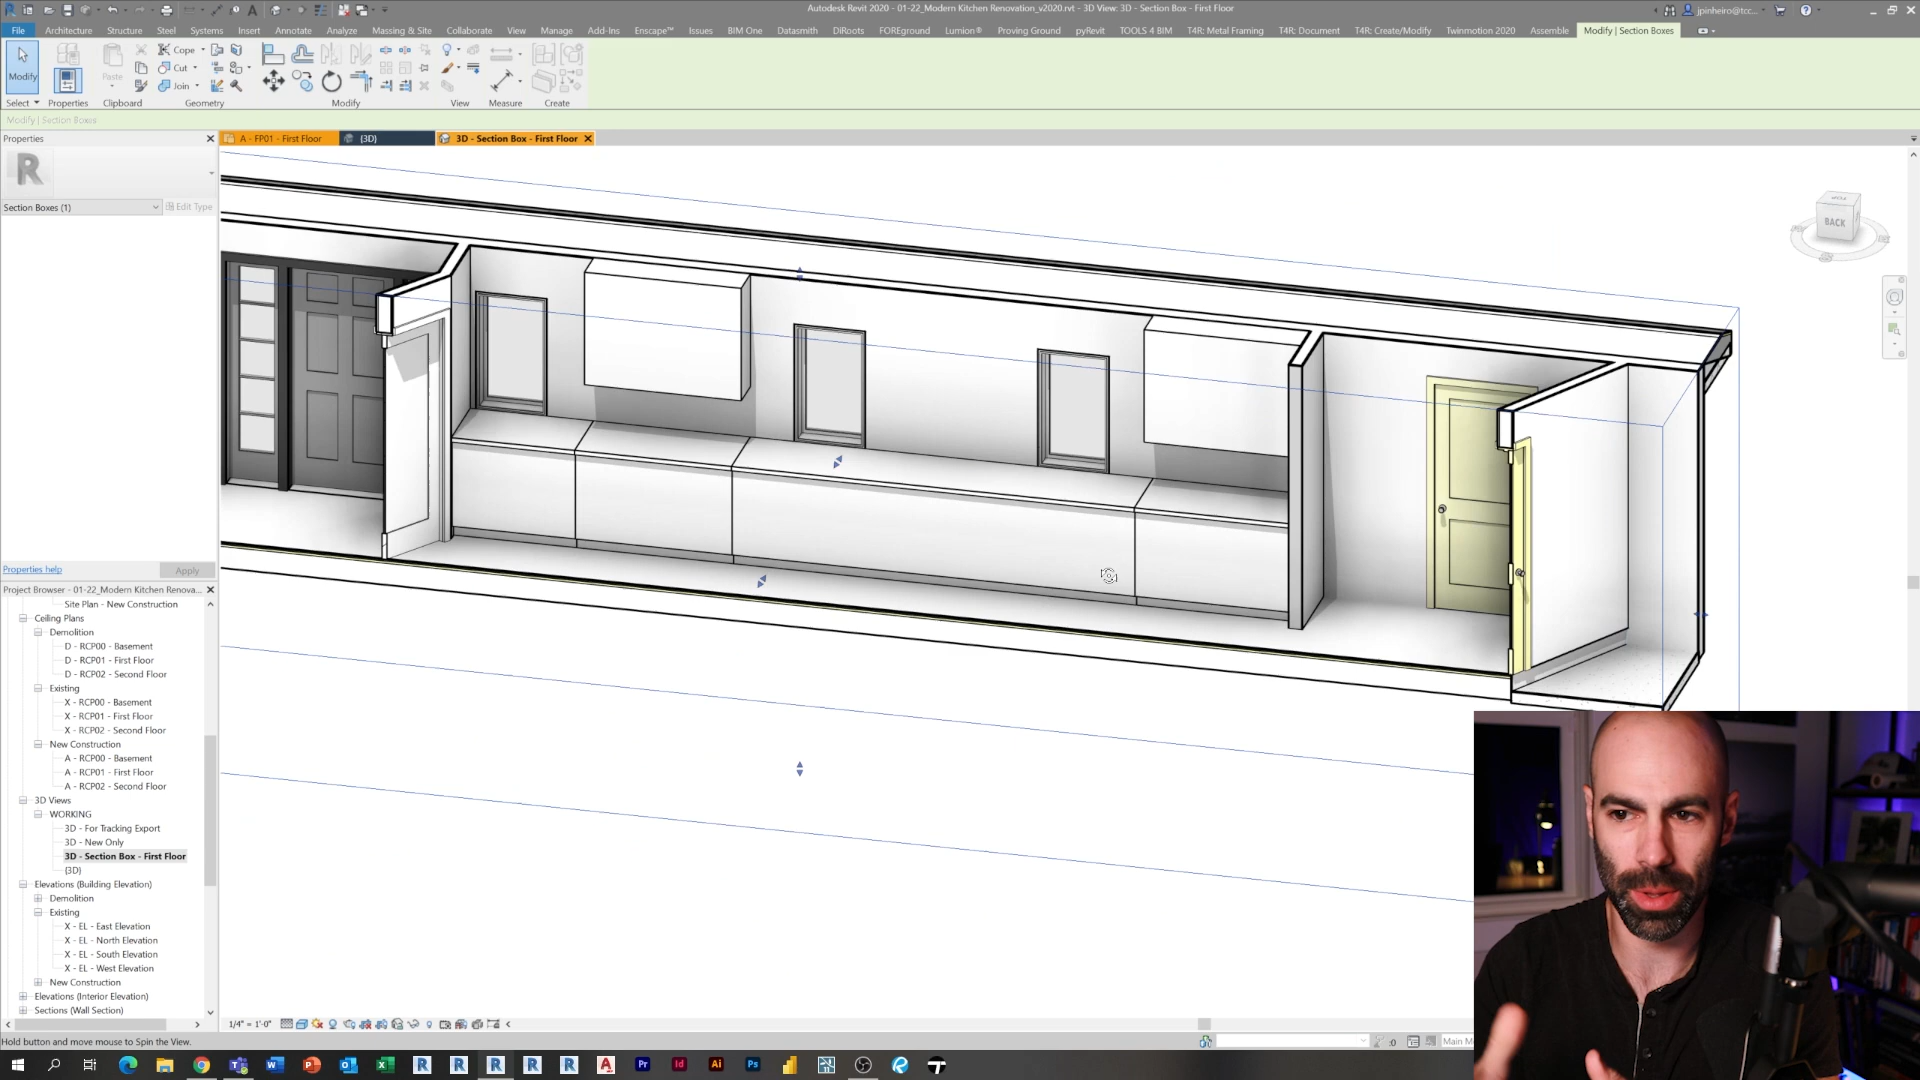 Autodesk Revit 2020 - 01-22_Modern Kitchen Renovation_v2020.rvt - 3D View: 3D - Section Box - First Floor
jpinheiro@tcc...
File Architecture Structure Steel Systems Insert Annotate Analyze Massing & Site Collaborate View Manage Add-Ins Enscape™ Issues BIM One Datasmith DiRoots FOREground Lumion® Proving Ground pyRevit TOOLS 4 BIM T4R: Metal Framing T4R: Document T4R: Create/Modify Twinmotion 2020 Assemble Modify | Section Boxes
Modify Paste Cope
Cut
Join
Select Properties Clipboard Geometry Modify View Measure Create
Modify | Section Boxes
Properties
A - FP01 - First Floor {3D} 3D - Section Box - First Floor
R
Section Boxes (1) Edit Type
BACK
Properties help Apply
Project Browser - 01-22_Modern Kitchen Renova...
Site Plan - New Construction
Ceiling Plans
Demolition
D - RCP00 - Basement
D - RCP01 - First Floor
D - RCP02 - Second Floor
Existing
X - RCP00 - Basement
X - RCP01 - First Floor
X - RCP02 - Second Floor
New Construction
A - RCP00 - Basement
A - RCP01 - First Floor
A - RCP02 - Second Floor
3D Views
WORKING
3D - For Tracking Export
3D - New Only
3D - Section Box - First Floor
{3D}
Elevations (Building Elevation)
Demolition
Existing
X - EL - East Elevation
X - EL - North Elevation
X - EL - South Elevation
X - EL - West Elevation
New Construction
Elevations (Interior Elevation)
Sections (Wall Section)
1/4" = 1'-0"
Hold button and move mouse to Spin the View.
:0 Main M